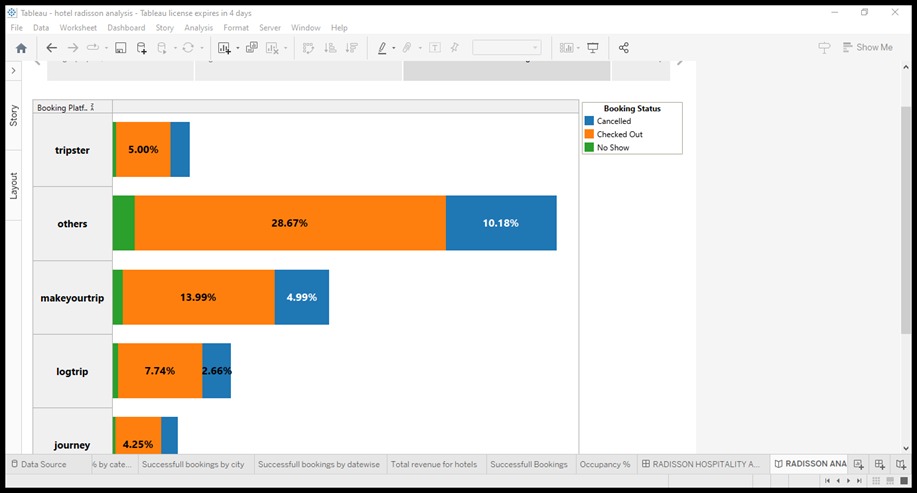 Tableau - hotel radisson analysis - Tableau license expires in 4 days
File Data Worksheet Dashboard Story Analysis Format Server Window Help
Show Me
Story
Layout
Booking Platf..
tripster
5.00%
others
28.67%
10.18%
makeyourtrip
13.99%
4.99%
logtrip
7.74%
2.66%
journey
4.25%
Booking Status
Cancelled
Checked Out
No Show
Data Source % by cate... Successfull bookings by city Successfull bookings by datewise Total revenue for hotels Successfull Bookings Occupancy % RADISSON HOSPITALITY A... RADISSON ANA